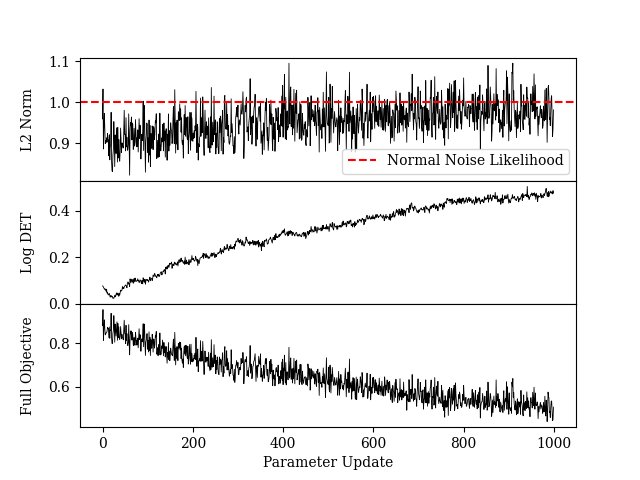 1.1
1.0
0.9
L2 Norm
Normal Noise Likelihood
0.4
0.2
0.0
Log DET
0.8
0.6
Full Objective
0 200 400 600 800 1000
Parameter Update